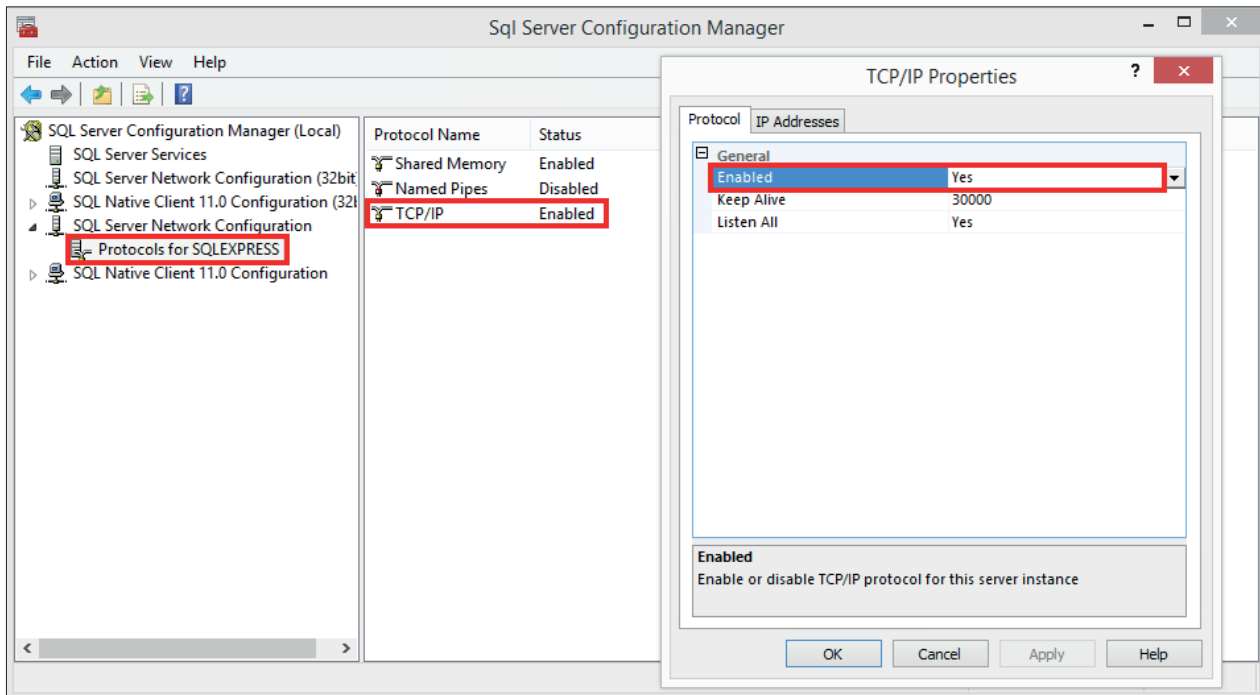 Sql Server Configuration Manager
File Action View Help
SQL Server Configuration Manager (Local)
SQL Server Services
SQL Server Network Configuration (32bit
SQL Native Client 11.0 Configuration (32
SQL Server Network Configuration
Protocols for SQLEXPRESS
SQL Native Client 11.0 Configuration
Protocol Name Status
Shared Memory Enabled
Named Pipes Disabled
TCP/IP Enabled
TCP/IP Properties
Protocol IP Addresses
General
Enabled Yes
Keep Alive 30000
Listen All Yes
Enabled
Enable or disable TCP/IP protocol for this server instance
OK Cancel Apply Help